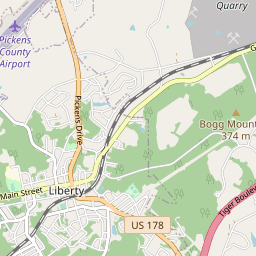 Quarry
Pickens
County
Airport
G
Pickens Drive
Bogg Mount
374 m
Main Street
Liberty
US 178
Tiger Boulev